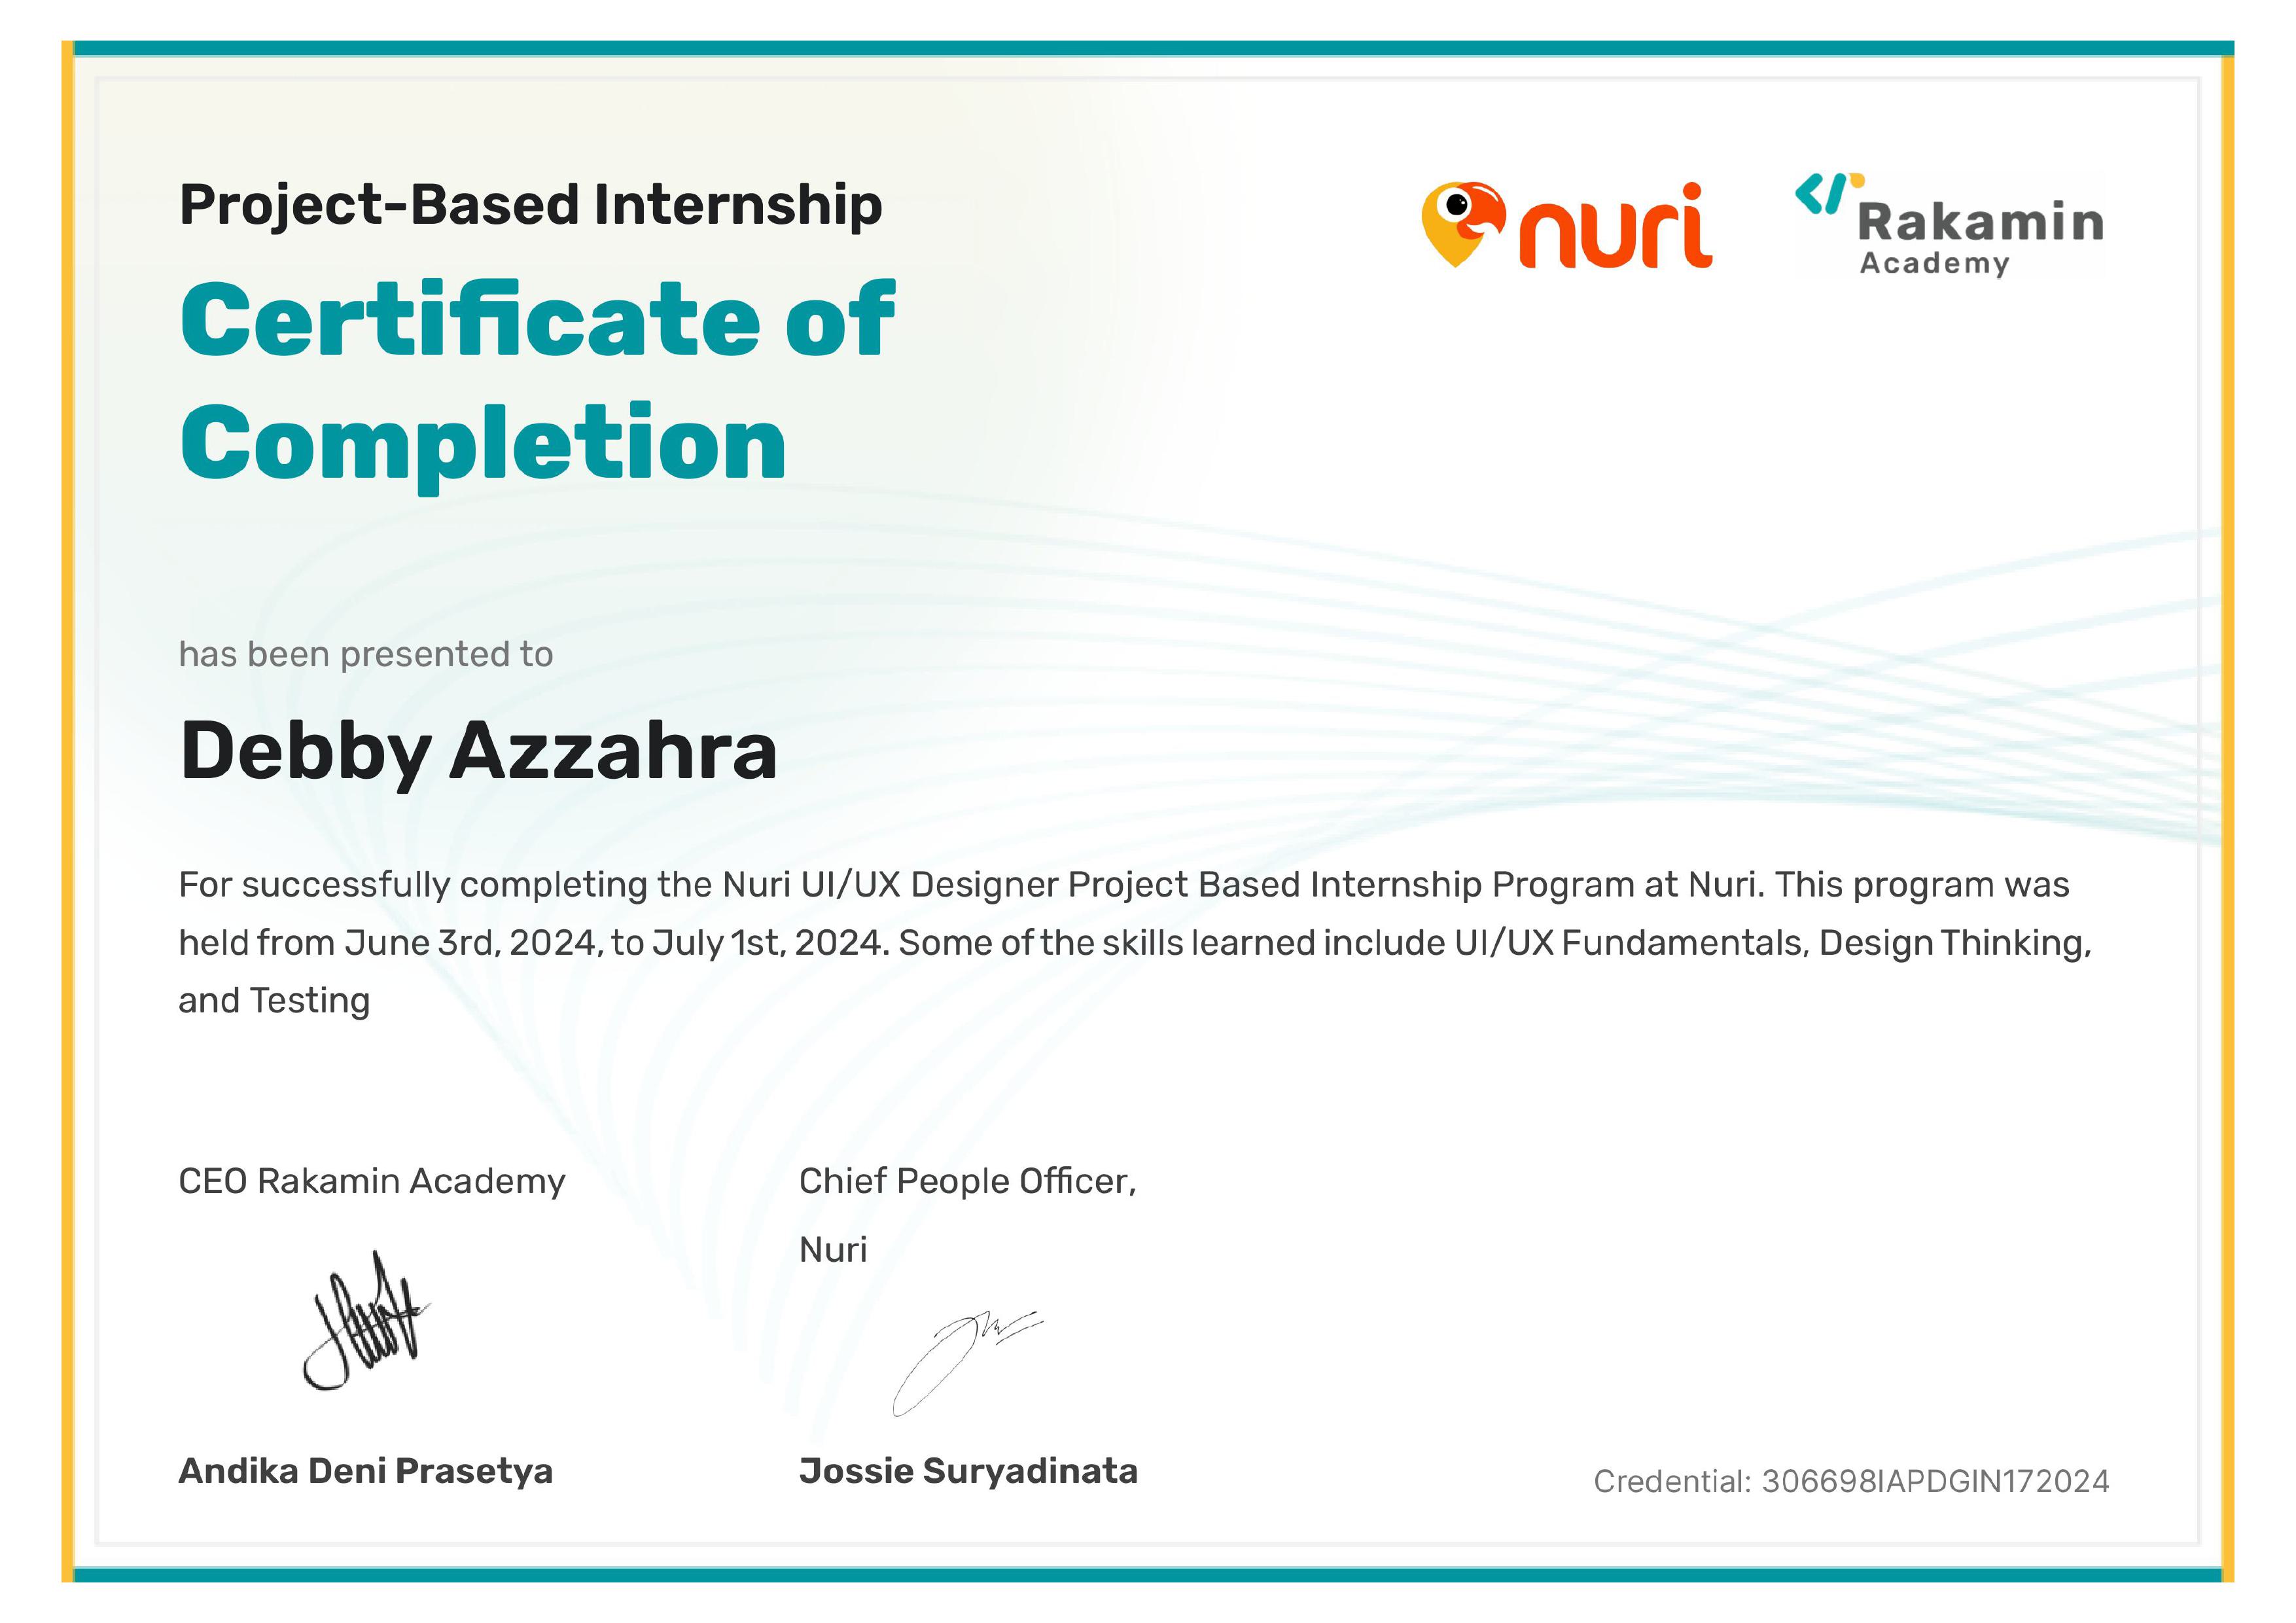 Project-Based Internship
nuri
Rakamin
Academy
Certificate of
Completion
has been presented to
Debby Azzahra
For successfully completing the Nuri UI/UX Designer Project Based Internship Program at Nuri. This program was
held from June 3rd, 2024, to July 1st, 2024. Some of the skills learned include UI/UX Fundamentals, Design Thinking,
and Testing
CEO Rakamin Academy
Chief People Officer,
Nuri
Andika Deni Prasetya
Jossie Suryadinata
Credential: 306698IAPDGIN172024